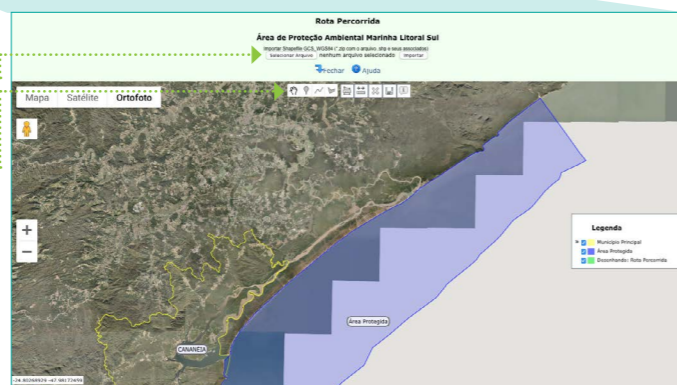 Rota Percorrida
Área de Proteção Ambiental Marinha Litoral Sul
Importar Shapefile GCS_WGS84 (*.zip com o arquivo .shp e seus associados)
Selecionar Arquivo nenhum arquivo selecionado Importar
Fechar Ajuda
Mapa Satélite Ortofoto
+
−
Legenda
Município Principal
Área Protegida
Desenhando: Rota Percorrida
Área Protegida
CANANEIA